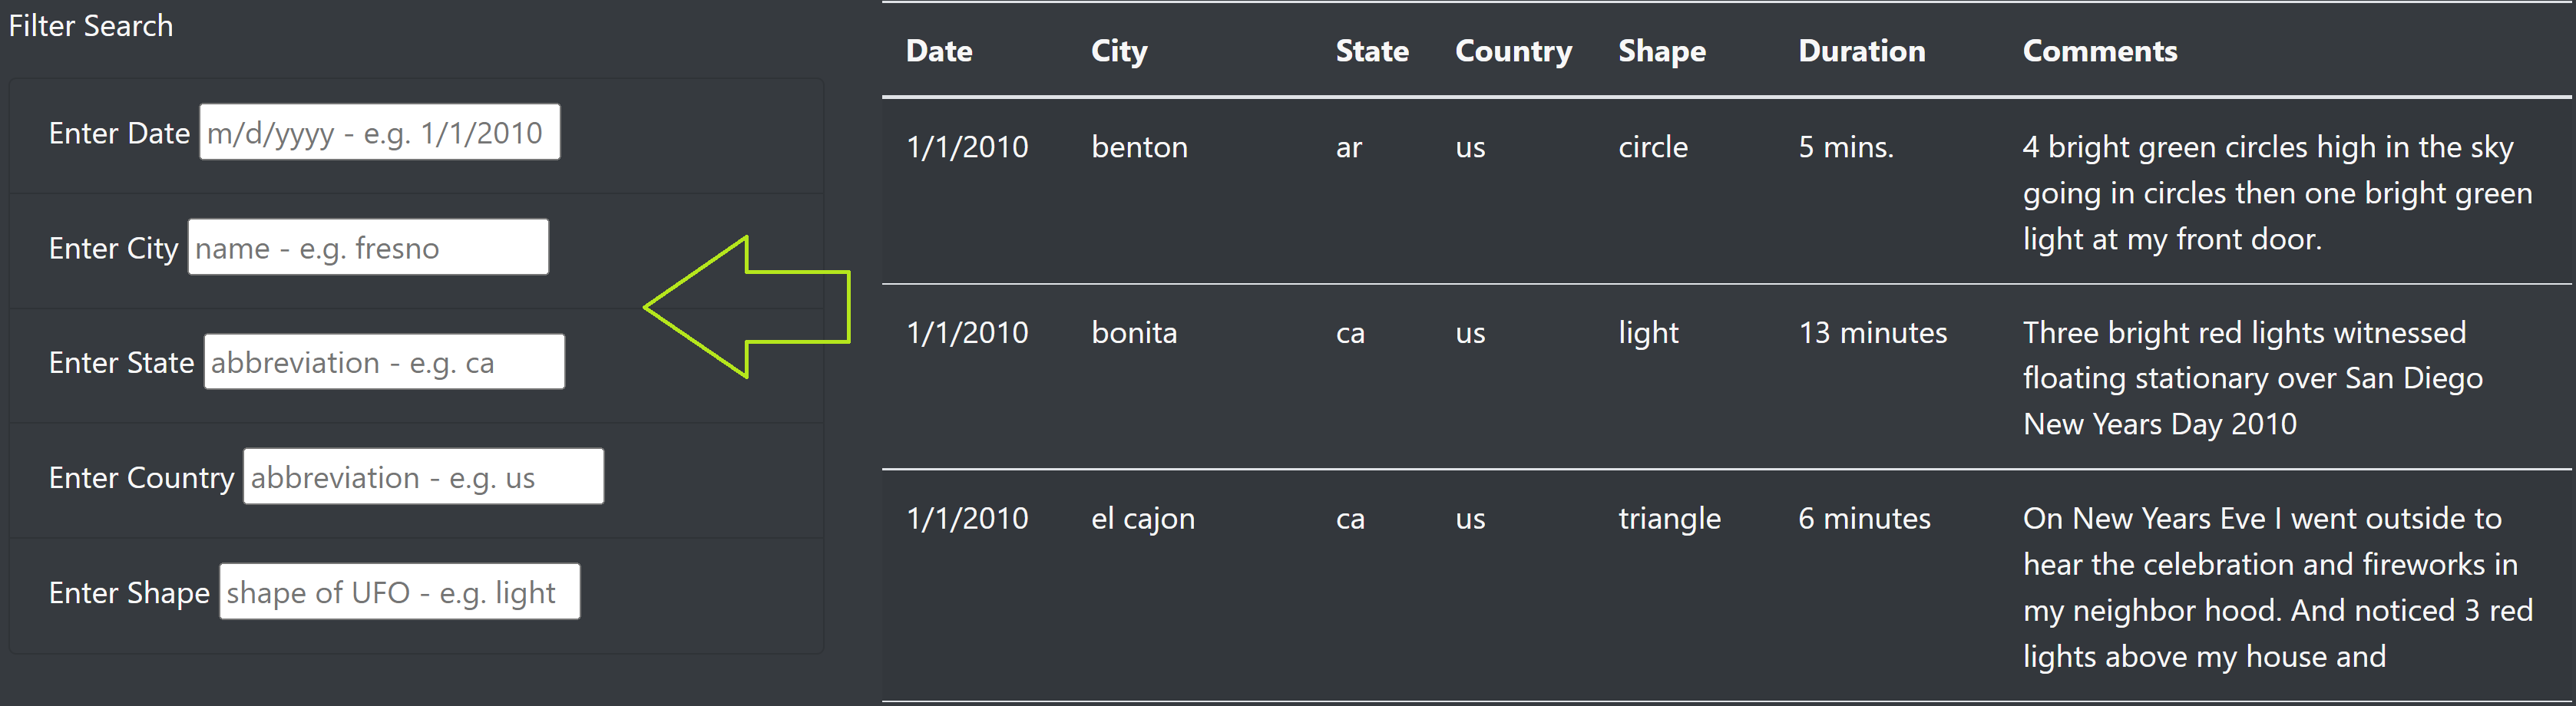 Filter Search
Enter Date m/d/yyyy - e.g. 1/1/2010
Enter City name - e.g. fresno
Enter State abbreviation - e.g. ca
Enter Country abbreviation - e.g. us
Enter Shape shape of UFO - e.g. light
Date City State Country Shape Duration Comments
1/1/2010 benton ar us circle 5 mins. 4 bright green circles high in the sky
going in circles then one bright green
light at my front door.
1/1/2010 bonita ca us light 13 minutes Three bright red lights witnessed
floating stationary over San Diego
New Years Day 2010
1/1/2010 el cajon ca us triangle 6 minutes On New Years Eve I went outside to
hear the celebration and fireworks in
my neighbor hood. And noticed 3 red
lights above my house and